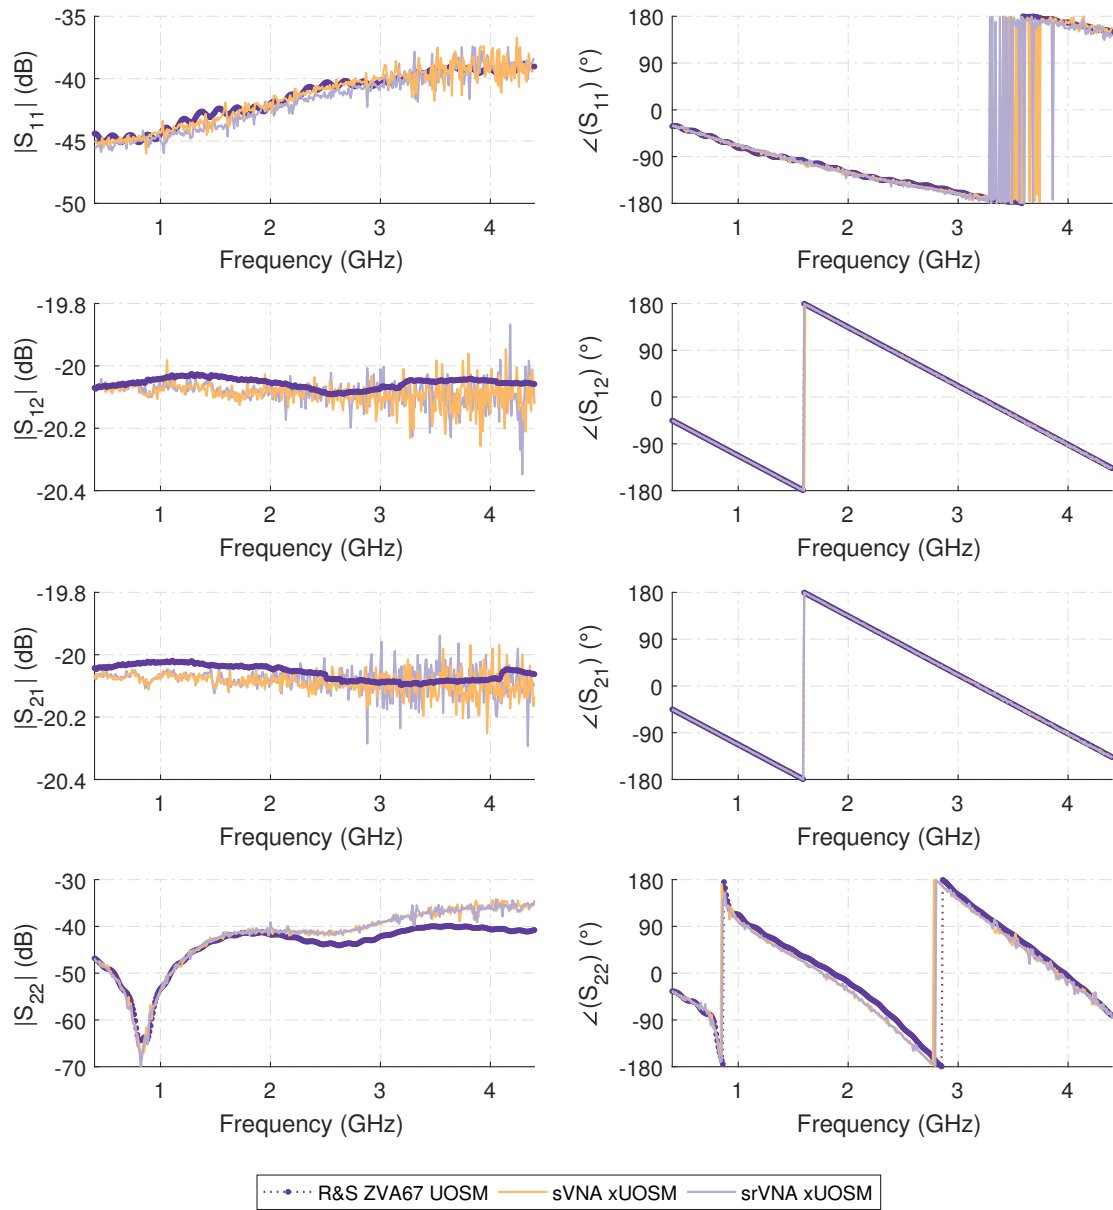 -35
-40
-45
-50
|S11| (dB)
1 2 3 4
Frequency (GHz)
180
90
0
-90
-180
∠(S11) (°)
1 2 3 4
Frequency (GHz)
-19.8
-20
-20.2
-20.4
|S12| (dB)
1 2 3 4
Frequency (GHz)
180
90
0
-90
-180
∠(S12) (°)
1 2 3 4
Frequency (GHz)
-19.8
-20
-20.2
-20.4
|S21| (dB)
1 2 3 4
Frequency (GHz)
180
90
0
-90
-180
∠(S21) (°)
1 2 3 4
Frequency (GHz)
-30
-40
-50
-60
-70
|S22| (dB)
1 2 3 4
Frequency (GHz)
180
90
0
-90
-180
∠(S22) (°)
1 2 3 4
Frequency (GHz)
R&S ZVA67 UOSM sVNA xUOSM srVNA xUOSM